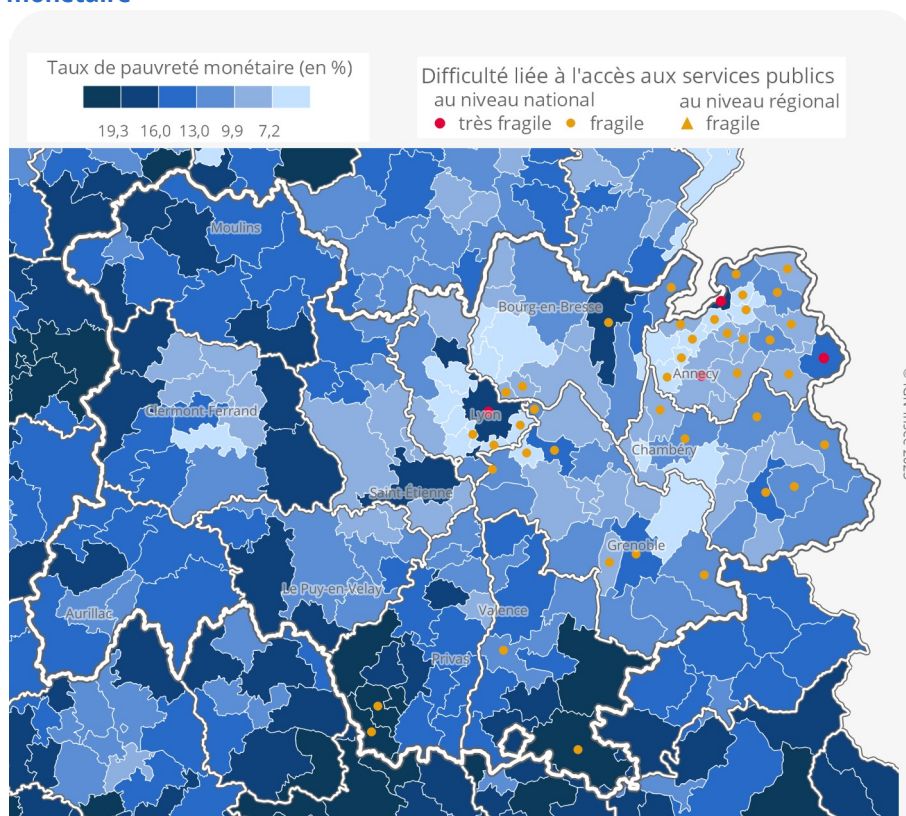 monétaire
Taux de pauvreté monétaire (en %)
19,3 16,0 13,0 9,9 7,2
Difficulté liée à l'accès aux services publics
au niveau national au niveau régional
très fragile fragile fragile
Moulins
Bourg-en-Bresse
Annecy
Clermont-Ferrand
Lyon
Chambéry
Saint-Étienne
Grenoble
Le Puy-en-Velay
Aurillac
Valence
Privas